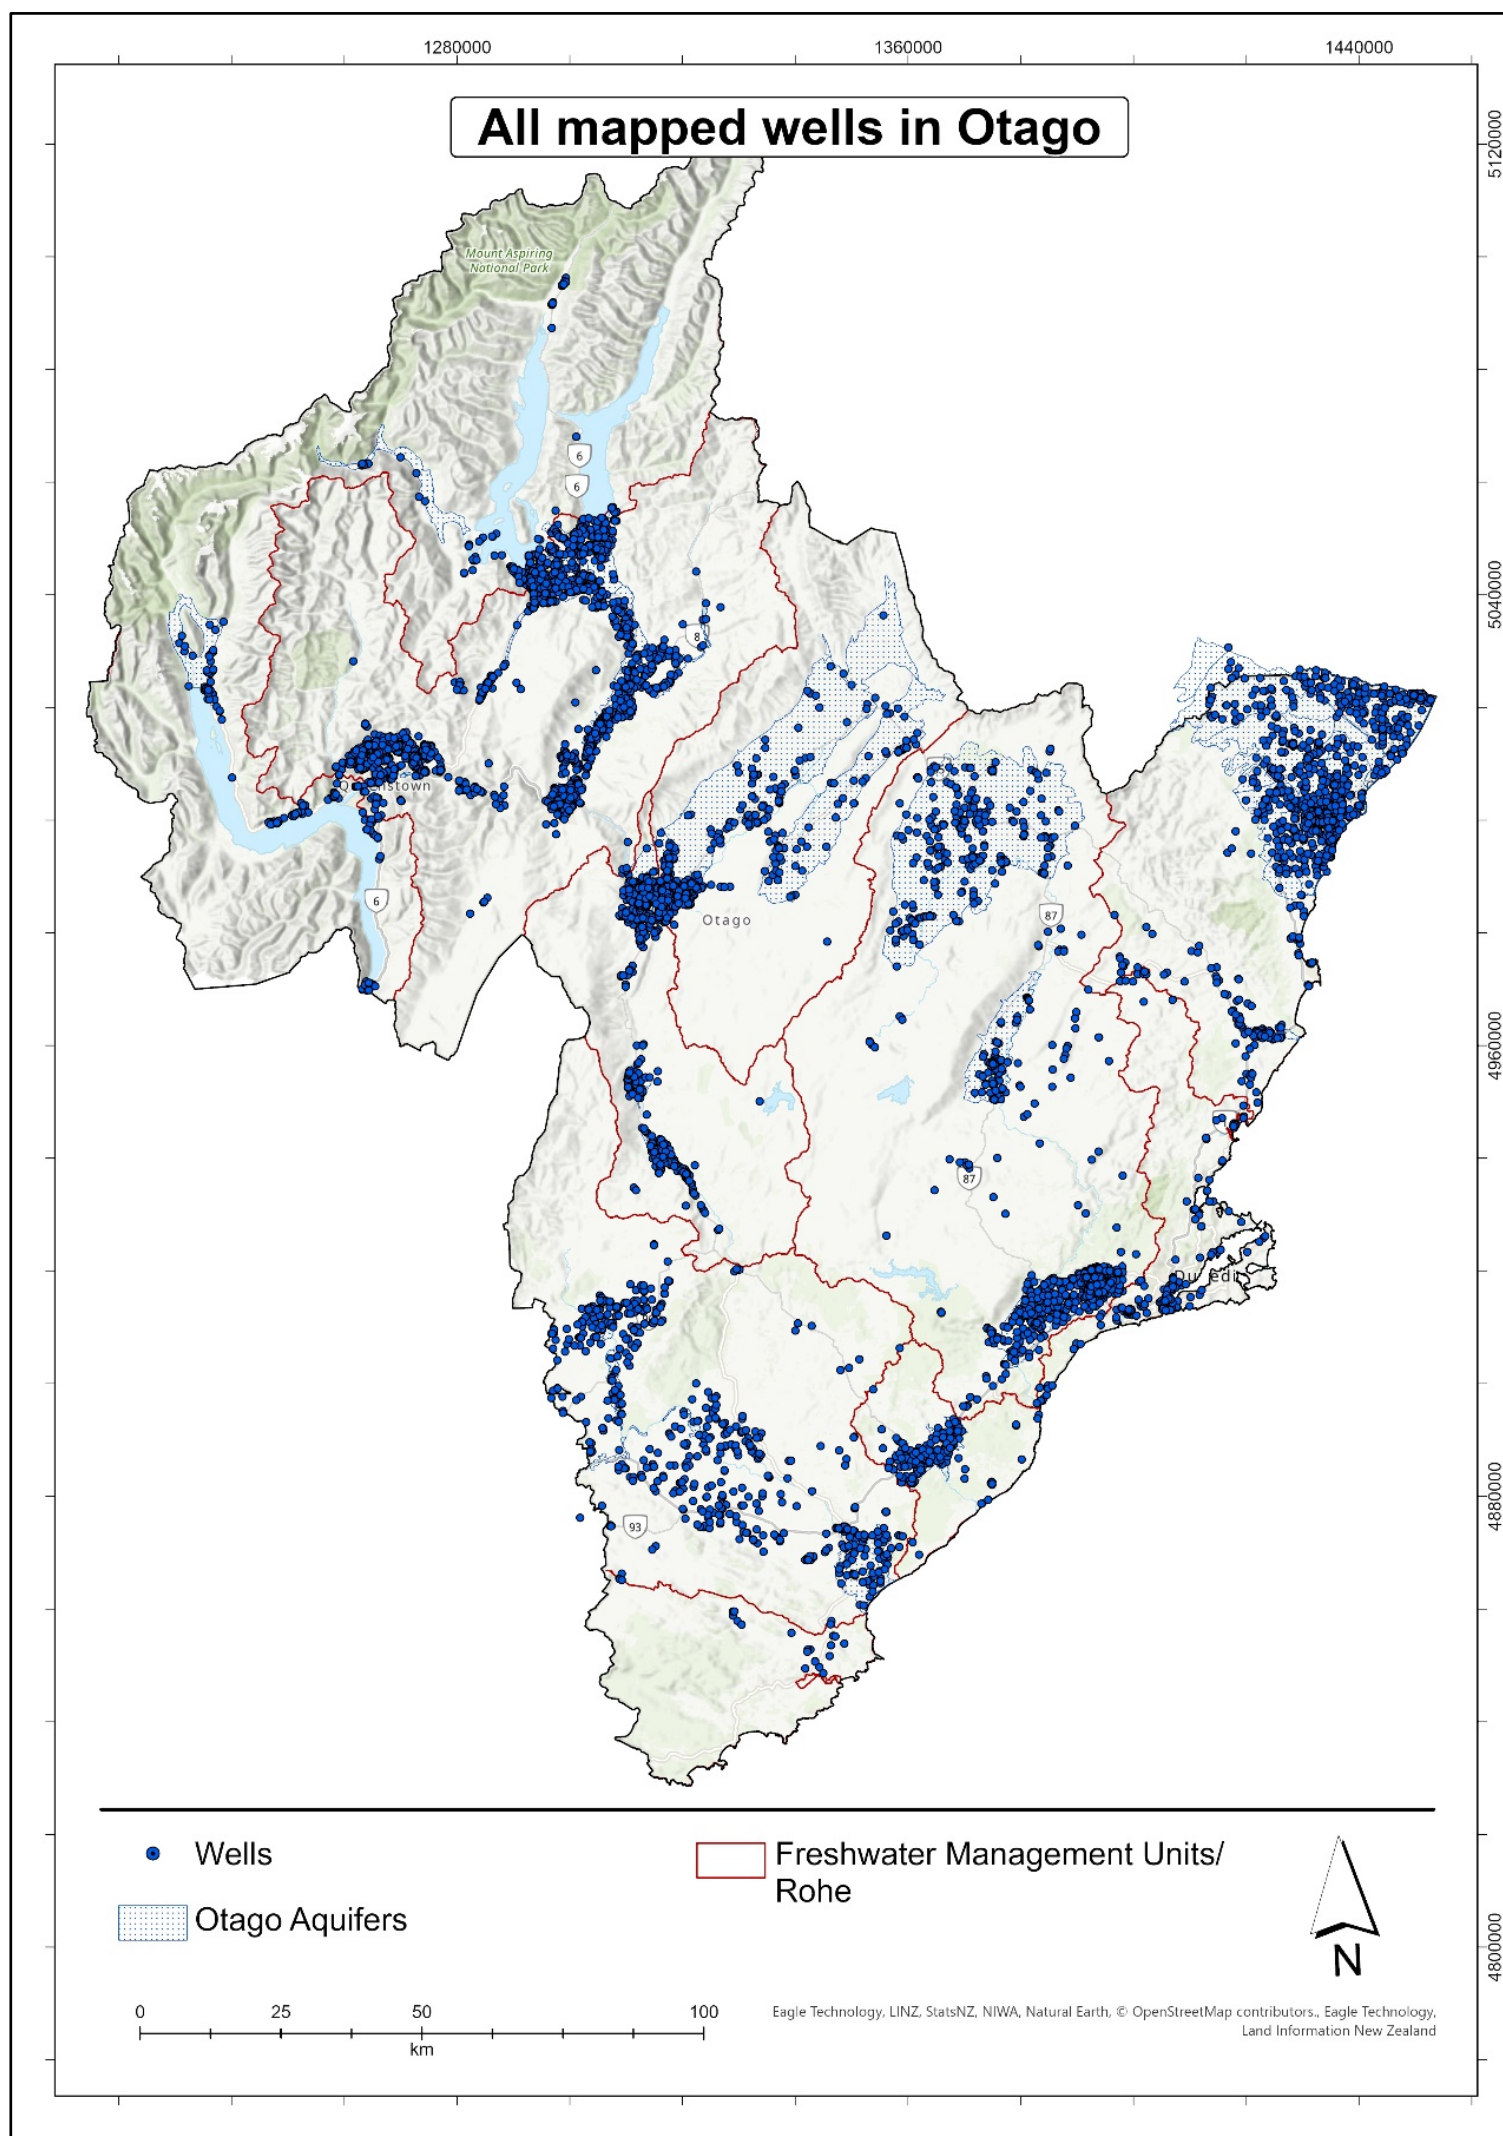 1280000
1360000
1440000
All mapped wells in Otago
5120000
Mount Aspiring
National Park
6
6
5040000
8
6
Otago
87
4960000
87
4880000
93
Wells
Freshwater Management Units/
Rohe
Otago Aquifers
N
4800000
0 25 50 100
km
Eagle Technology, LINZ, StatsNZ, NIWA, Natural Earth, © OpenStreetMap contributors., Eagle Technology,
Land Information New Zealand